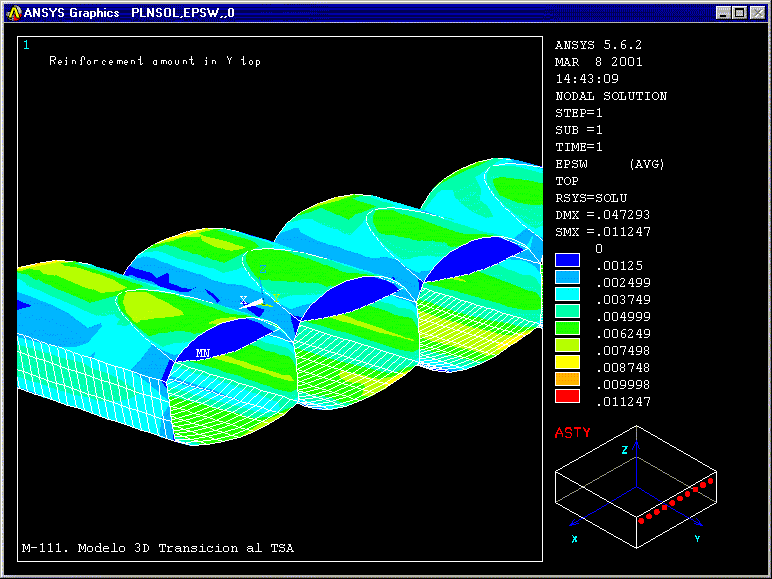 ANSYS Graphics PLNSOL,EPSW,,0
1
Reinforcement amount in Y top
MN
X
Z
M-111. Modelo 3D Transicion al TSA
ANSYS 5.6.2
MAR 8 2001
14:43:09
NODAL SOLUTION
STEP=1
SUB =1
TIME=1
EPSW (AVG)
TOP
RSYS=SOLU
DMX =.047293
SMX =.011247
0
.00125
.002499
.003749
.004999
.006249
.007498
.008748
.009998
.011247
ASTY
Z
X
Y